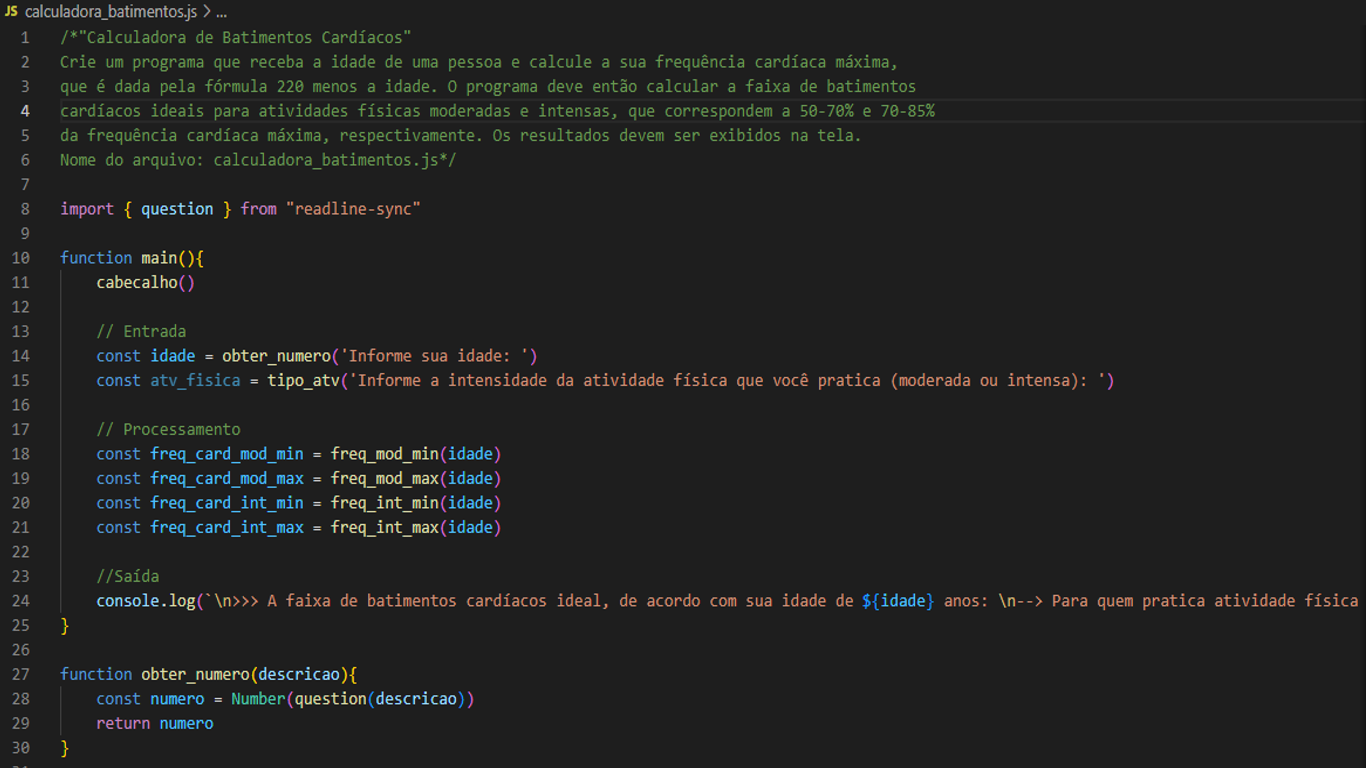 JS calculadora_batimentos.js > ...
1 /*"Calculadora de Batimentos Cardíacos"
2 Crie um programa que receba a idade de uma pessoa e calcule a sua frequência cardíaca máxima,
3 que é dada pela fórmula 220 menos a idade. O programa deve então calcular a faixa de batimentos
4 cardíacos ideais para atividades físicas moderadas e intensas, que correspondem a 50-70% e 70-85%
5 da frequência cardíaca máxima, respectivamente. Os resultados devem ser exibidos na tela.
6 Nome do arquivo: calculadora_batimentos.js*/
7
8 import { question } from "readline-sync"
9
10 function main(){
11     cabecalho()
12
13     // Entrada
14     const idade = obter_numero('Informe sua idade: ')
15     const atv_fisica = tipo_atv('Informe a intensidade da atividade física que você pratica (moderada ou intensa): ')
16
17     // Processamento
18     const freq_card_mod_min = freq_mod_min(idade)
19     const freq_card_mod_max = freq_mod_max(idade)
20     const freq_card_int_min = freq_int_min(idade)
21     const freq_card_int_max = freq_int_max(idade)
22
23     //Saída
24     console.log(`\n>>> A faixa de batimentos cardíacos ideal, de acordo com sua idade de ${idade} anos: \n--> Para quem pratica atividade física
25 }
26
27 function obter_numero(descricao){
28     const numero = Number(question(descricao))
29     return numero
30 }